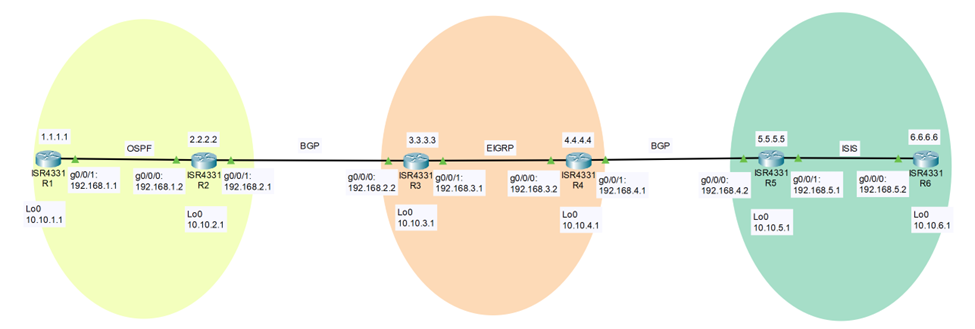 1.1.1.1
OSPF
2.2.2.2
BGP
3.3.3.3
EIGRP
4.4.4.4
BGP
5.5.5.5
ISIS
6.6.6.6
ISR4331
R1
g0/0/1:
192.168.1.1
g0/0/0:
192.168.1.2
ISR4331
R2
g0/0/1:
192.168.2.1
g0/0/0:
192.168.2.2
ISR4331
R3
g0/0/1:
192.168.3.1
g0/0/0:
192.168.3.2
ISR4331
R4
g0/0/1:
192.168.4.1
g0/0/0:
192.168.4.2
ISR4331
R5
g0/0/1:
192.168.5.1
g0/0/0:
192.168.5.2
ISR4331
R6
Lo0
10.10.1.1
Lo0
10.10.2.1
Lo0
10.10.3.1
Lo0
10.10.4.1
Lo0
10.10.5.1
Lo0
10.10.6.1